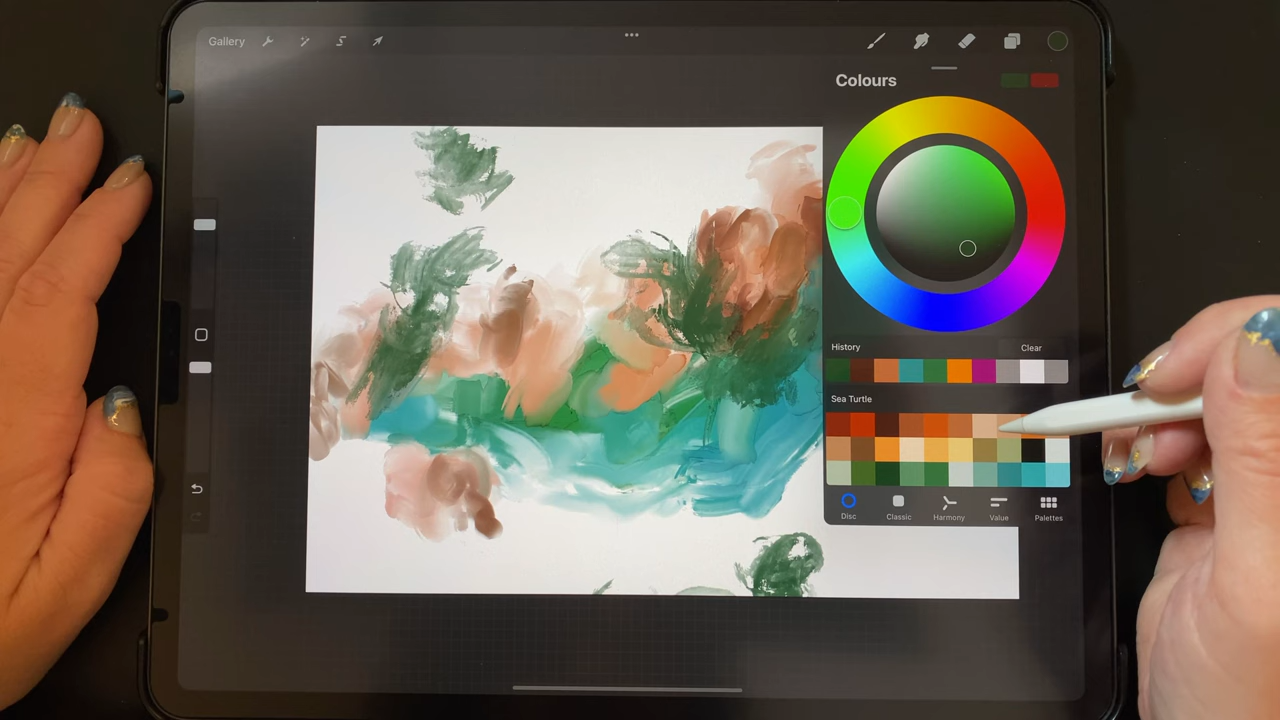 Gallery
Colours
History Clear
Sea Turtle
Disc Classic Harmony Value Palettes